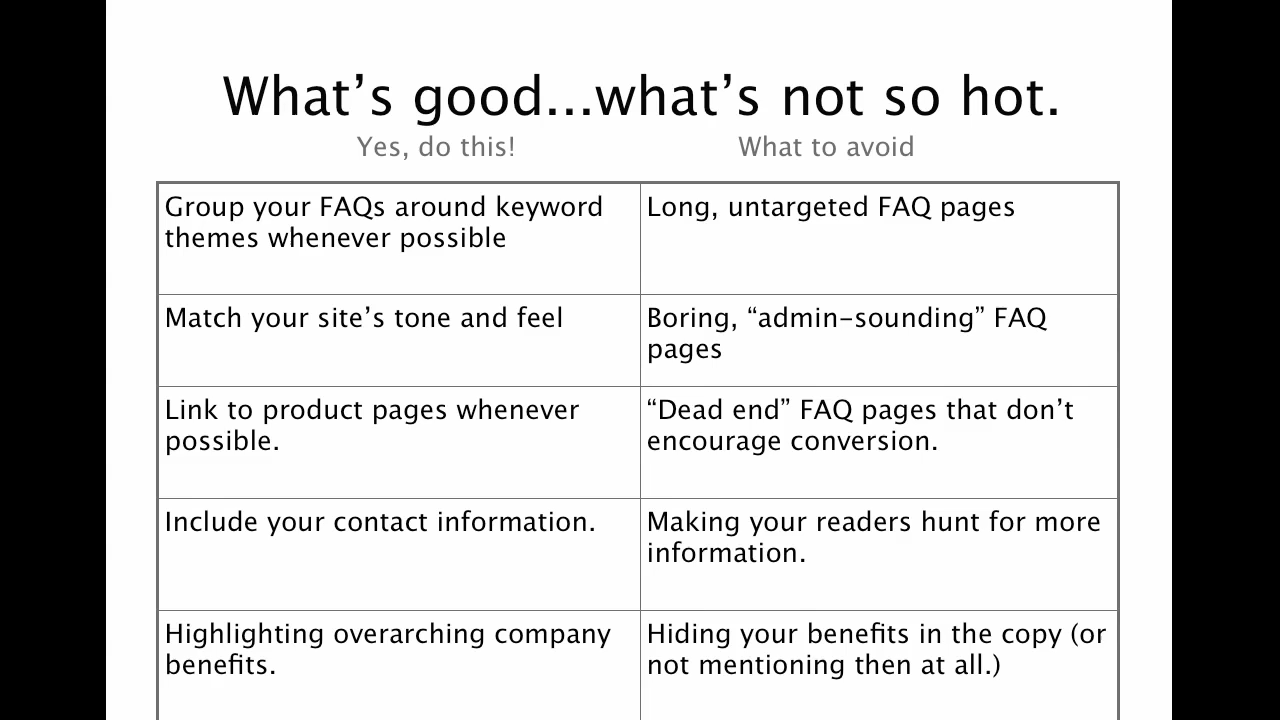 What’s good...what’s not so hot.
Yes, do this!
What to avoid
Group your FAQs around keyword
themes whenever possible
Long, untargeted FAQ pages
Match your site’s tone and feel
Boring, “admin-sounding” FAQ
pages
Link to product pages whenever
possible.
“Dead end” FAQ pages that don’t
encourage conversion.
Include your contact information.
Making your readers hunt for more
information.
Highlighting overarching company
benefits.
Hiding your benefits in the copy (or
not mentioning then at all.)